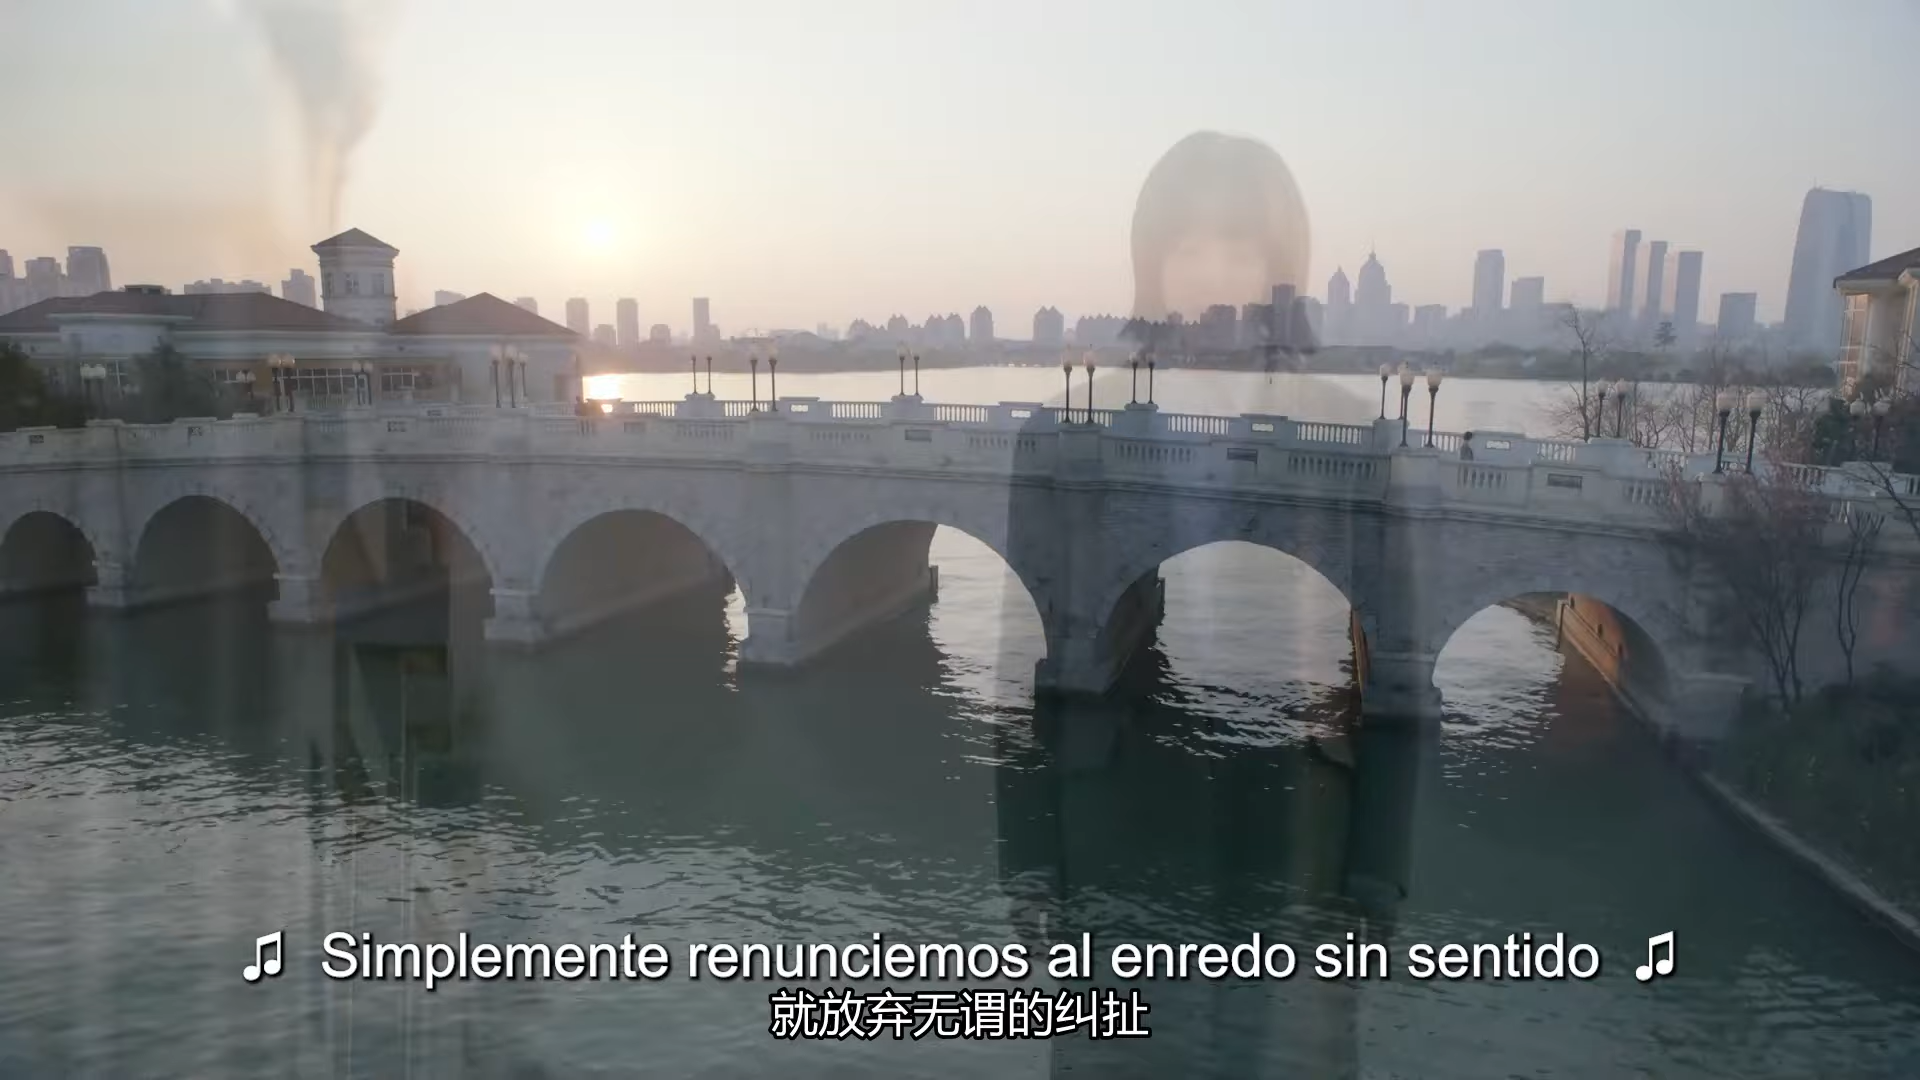 ♫ Simplemente renunciemos al enredo sin sentido ♫
就放弃无谓的纠扯